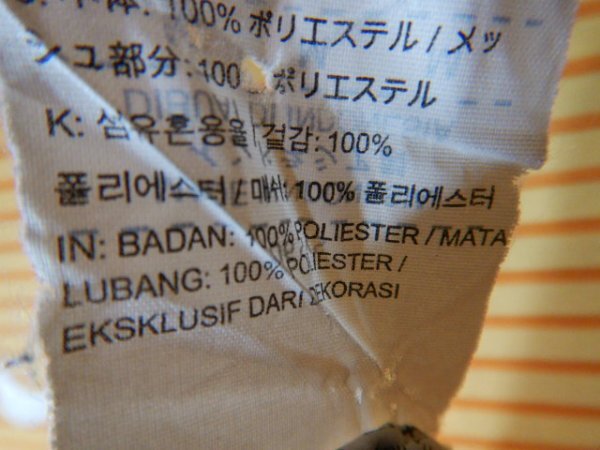 体: 100% ポリエステル / メッ
シュ部分: 100 ポリエステル
K: 섬유혼용율 겉감: 100%
폴리에스터 / 매쉬: 100% 폴리에스터
IN: BADAN: 100% POLIESTER / MATA
LUBANG: 100% POLIESTER /
EKSKLUSIF DARI DEKORASI